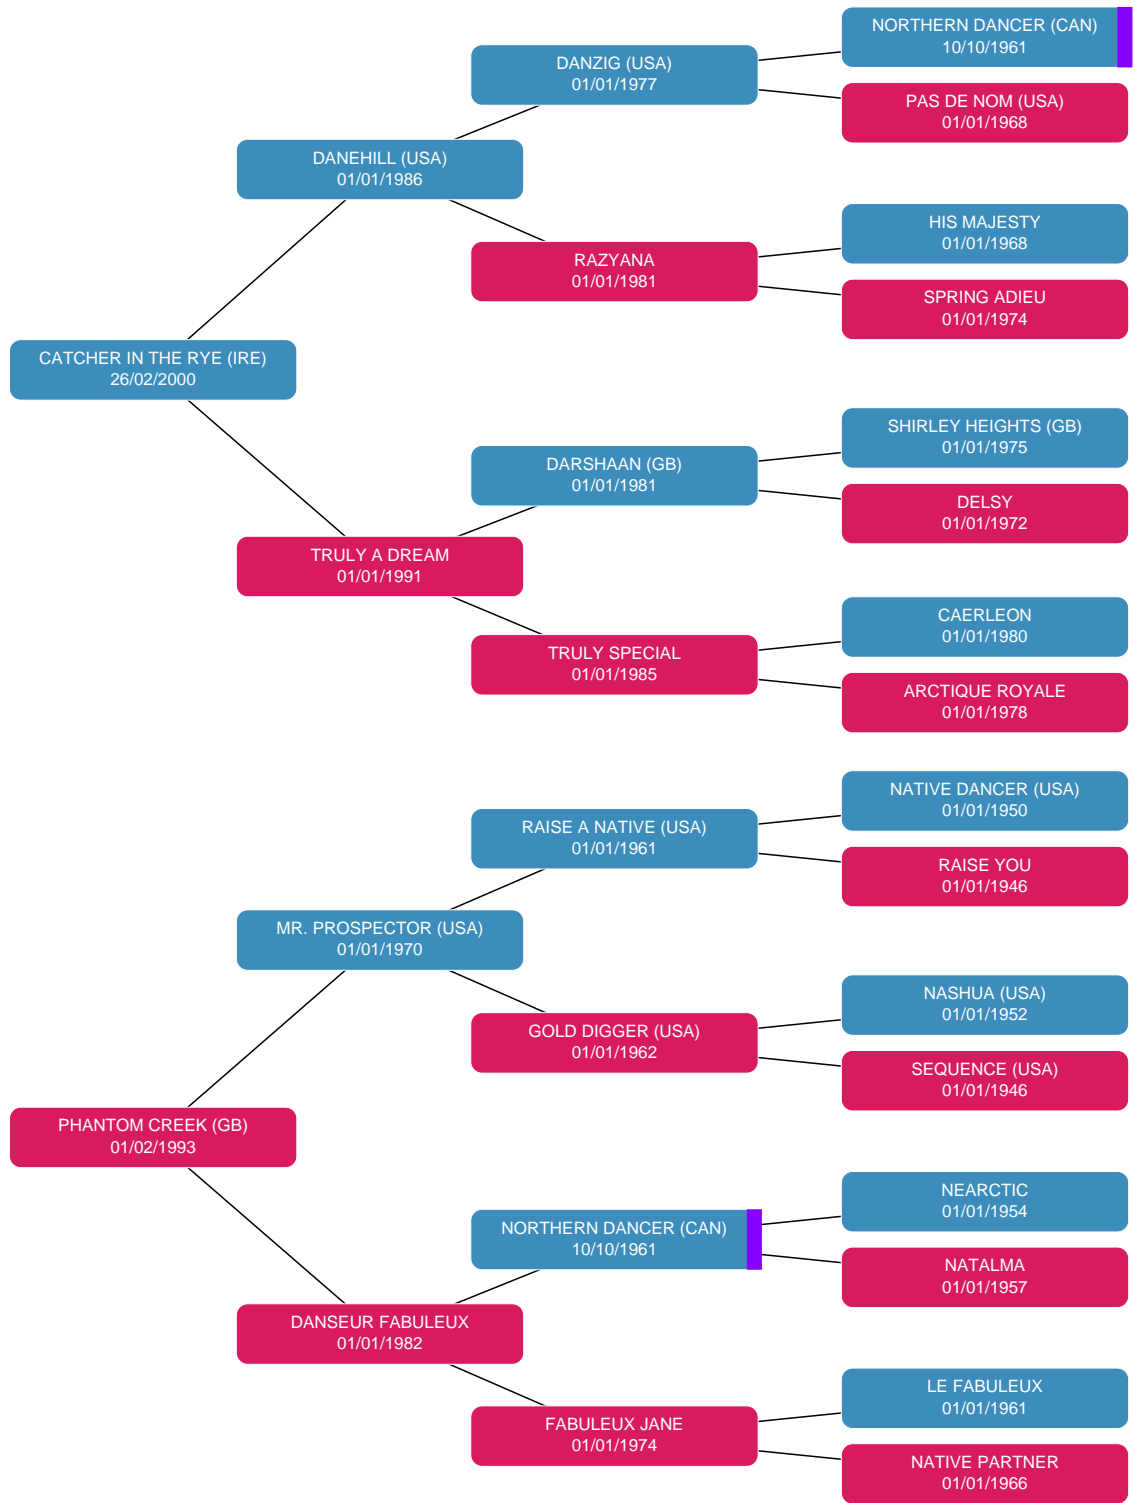 NORTHERN DANCER (CAN)
10/10/1961
DANZIG (USA)
01/01/1977
PAS DE NOM (USA)
01/01/1968
DANEHILL (USA)
01/01/1986
HIS MAJESTY
01/01/1968
RAZYANA
01/01/1981
SPRING ADIEU
01/01/1974
CATCHER IN THE RYE (IRE)
26/02/2000
SHIRLEY HEIGHTS (GB)
01/01/1975
DARSHAAN (GB)
01/01/1981
DELSY
01/01/1972
TRULY A DREAM
01/01/1991
CAERLEON
01/01/1980
TRULY SPECIAL
01/01/1985
ARCTIQUE ROYALE
01/01/1978
NATIVE DANCER (USA)
01/01/1950
RAISE A NATIVE (USA)
01/01/1961
RAISE YOU
01/01/1946
MR. PROSPECTOR (USA)
01/01/1970
NASHUA (USA)
01/01/1952
GOLD DIGGER (USA)
01/01/1962
SEQUENCE (USA)
01/01/1946
PHANTOM CREEK (GB)
01/02/1993
NEARCTIC
01/01/1954
NORTHERN DANCER (CAN)
10/10/1961
NATALMA
01/01/1957
DANSEUR FABULEUX
01/01/1982
LE FABULEUX
01/01/1961
FABULEUX JANE
01/01/1974
NATIVE PARTNER
01/01/1966